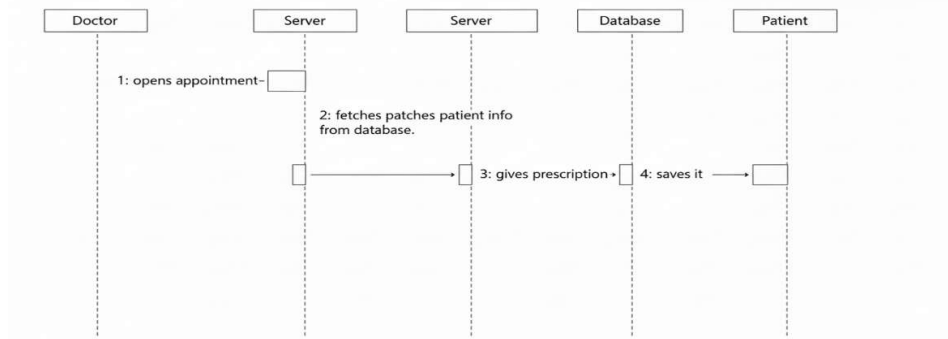 Doctor
Server
Server
Database
Patient
1: opens appointment
2: fetches patches patient info
from database.
3: gives prescription
4: saves it